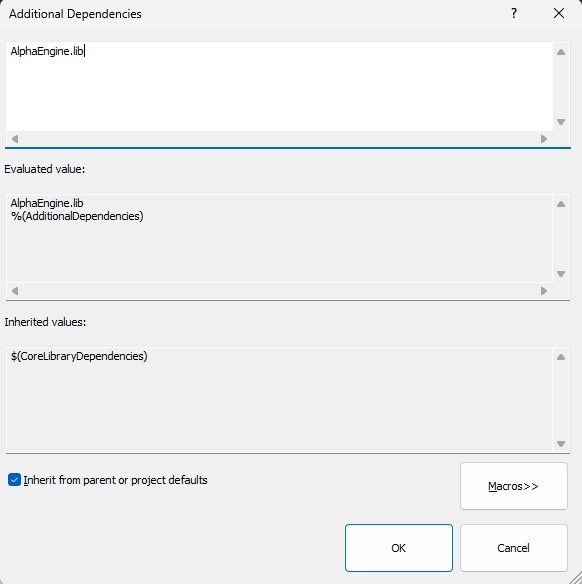 Additional Dependencies
?
AlphaEngine.lib
Evaluated value:
AlphaEngine.lib
%(AdditionalDependencies)
Inherited values:
$(CoreLibraryDependencies)
Inherit from parent or project defaults
Macros>>
OK
Cancel